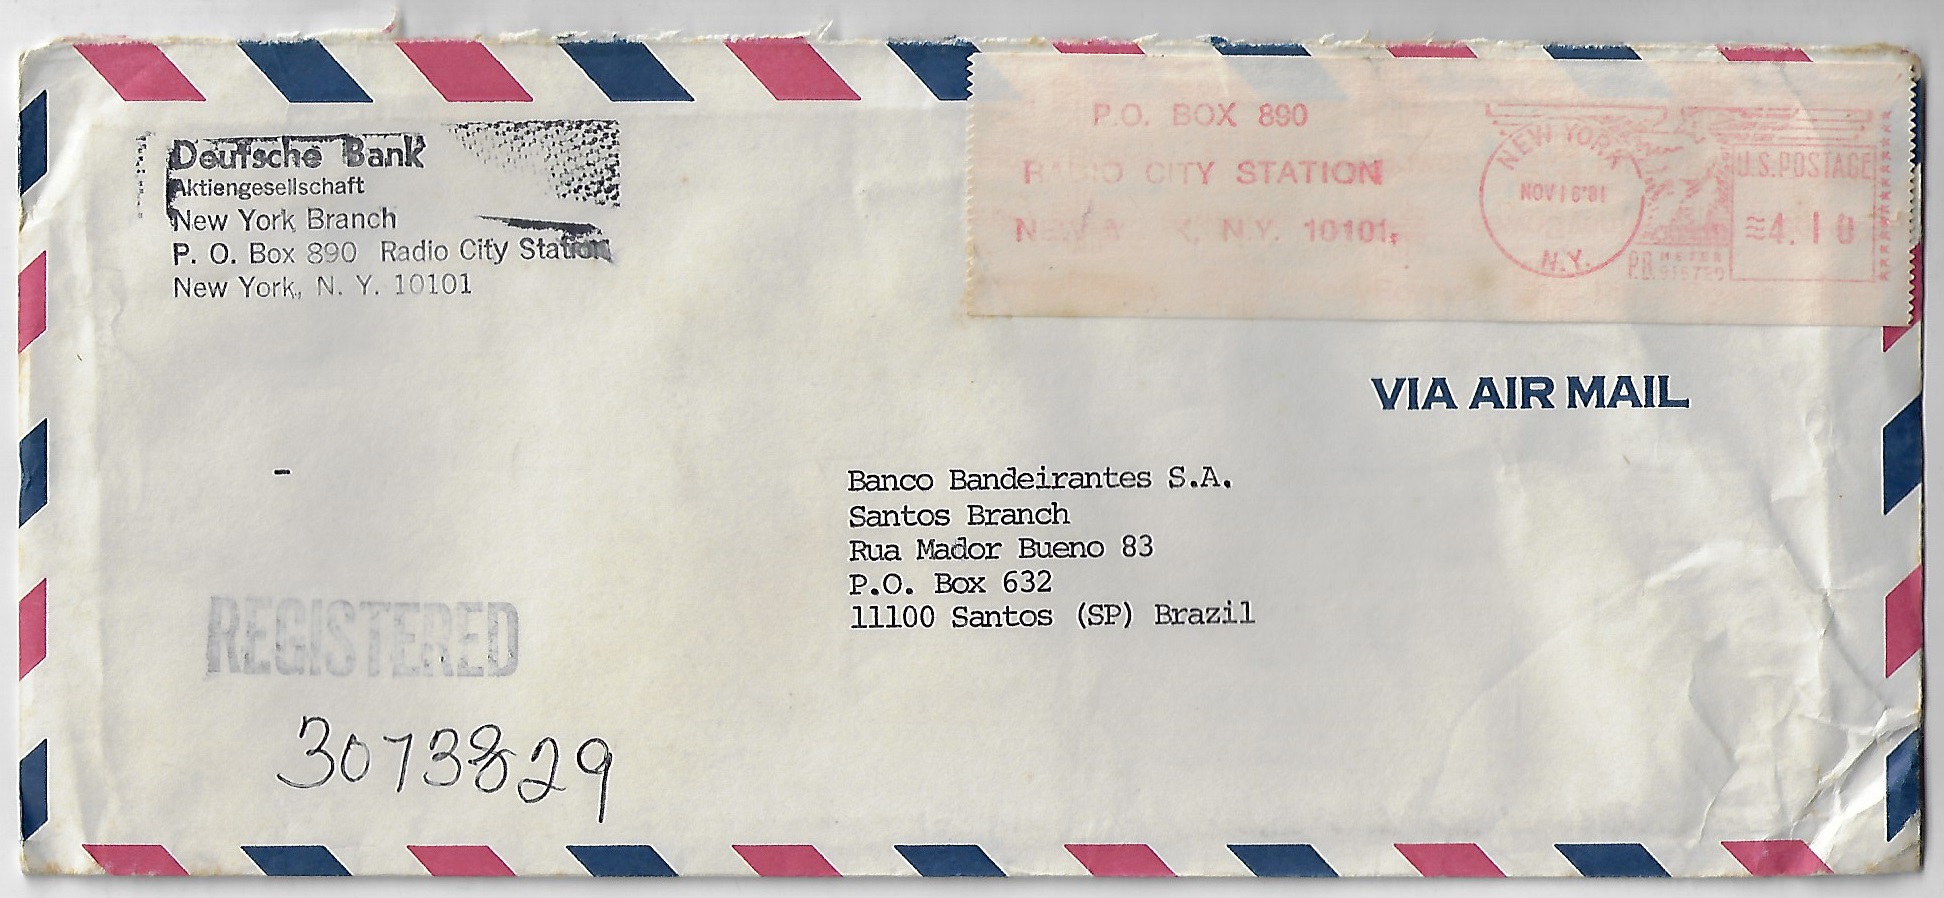 Deutsche Bank
Aktiengesellschaft
New York Branch
P. O. Box 890 Radio City Station
New York, N. Y. 10101
P.O. BOX 890
RADIO CITY STATION
N.Y. 10101
NEW YORK
NOV 16 '81
N.Y.
U.S. POSTAGE
4.10
P.B. METER
VIA AIR MAIL
Banco Bandeirantes S.A.
Santos Branch
Rua Mador Bueno 83
P.O. Box 632
11100 Santos (SP) Brazil
REGISTERED
3073829